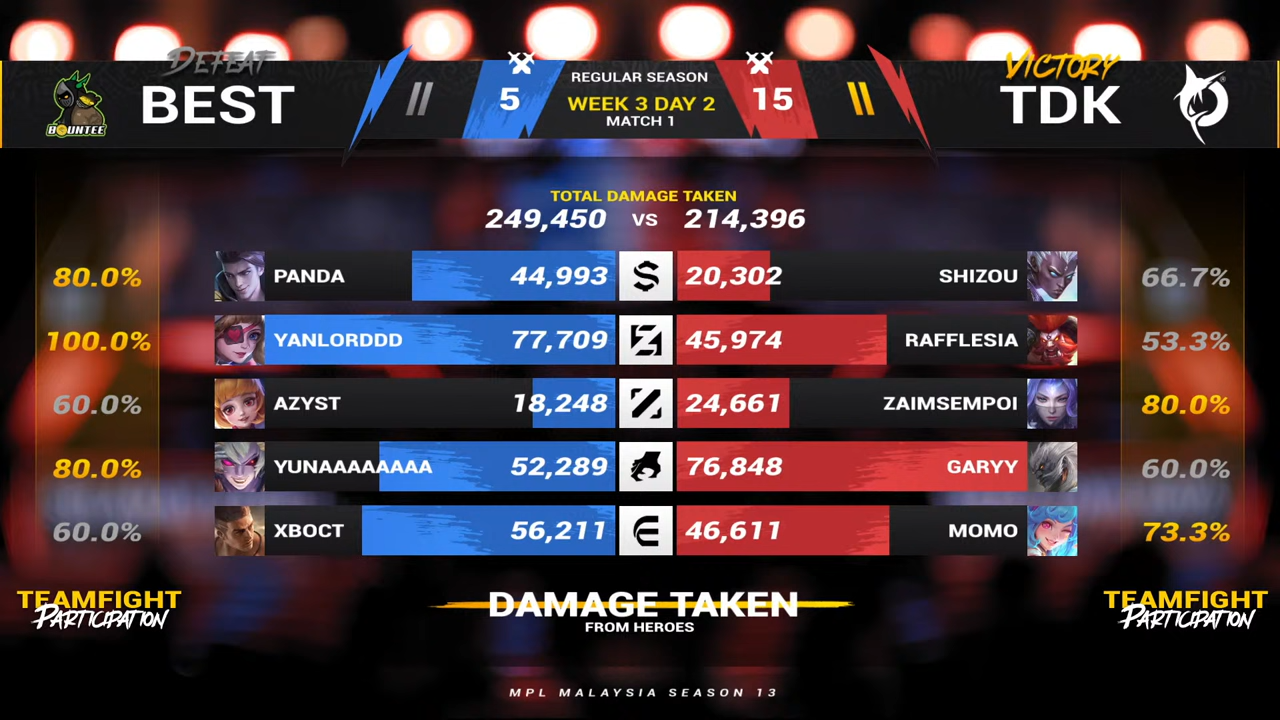 DEFEAT
BEST
BOUNTEE
5
REGULAR SEASON
WEEK 3 DAY 2
MATCH 1
15
VICTORY
TDK
TOTAL DAMAGE TAKEN
249,450 VS 214,396
80.0% PANDA 44,993 20,302 SHIZOU 66.7%
100.0% YANLORDDD 77,709 45,974 RAFFLESIA 53.3%
60.0% AZYST 18,248 24,661 ZAIMSEMPOI 80.0%
80.0% YUNAAAAAAAA 52,289 76,848 GARYY 60.0%
60.0% XBOCT 56,211 46,611 MOMO 73.3%
TEAMFIGHT
PARTICIPATION
DAMAGE TAKEN
FROM HEROES
TEAMFIGHT
PARTICIPATION
MPL MALAYSIA SEASON 13